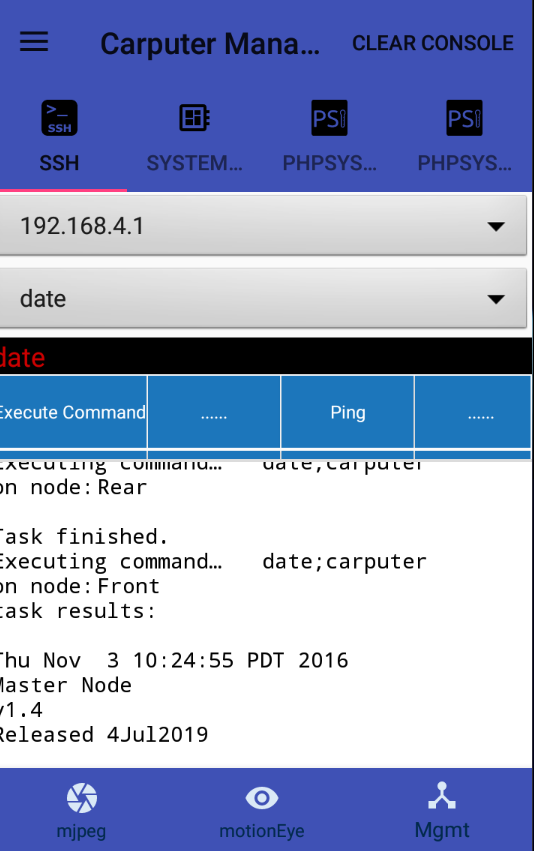 Carputer Mana... CLEAR CONSOLE
>_ SSH PS PS
SSH SYSTEM... PHPSYS... PHPSYS...
192.168.4.1
date
date
Execute Command ...... Ping ......
Executing command... date;carputer
on node:Rear
Task finished.
Executing command... date;carputer
on node:Front
task results:
Thu Nov 3 10:24:55 PDT 2016
Master Node
v1.4
Released 4Jul2019
mjpeg motionEye Mgmt